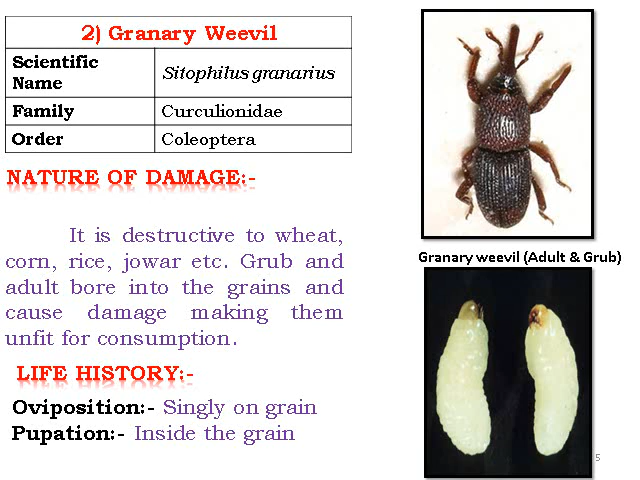 2) Granary Weevil
Scientific
Name
Sitophilus granarius
Family
Curculionidae
Order
Coleoptera
NATURE OF DAMAGE:-
It is destructive to wheat,
corn, rice, jowar etc. Grub and
adult bore into the grains and
cause damage making them
unfit for consumption.
LIFE HISTORY:-
Oviposition:- Singly on grain
Pupation:- Inside the grain
Granary weevil (Adult & Grub)
5